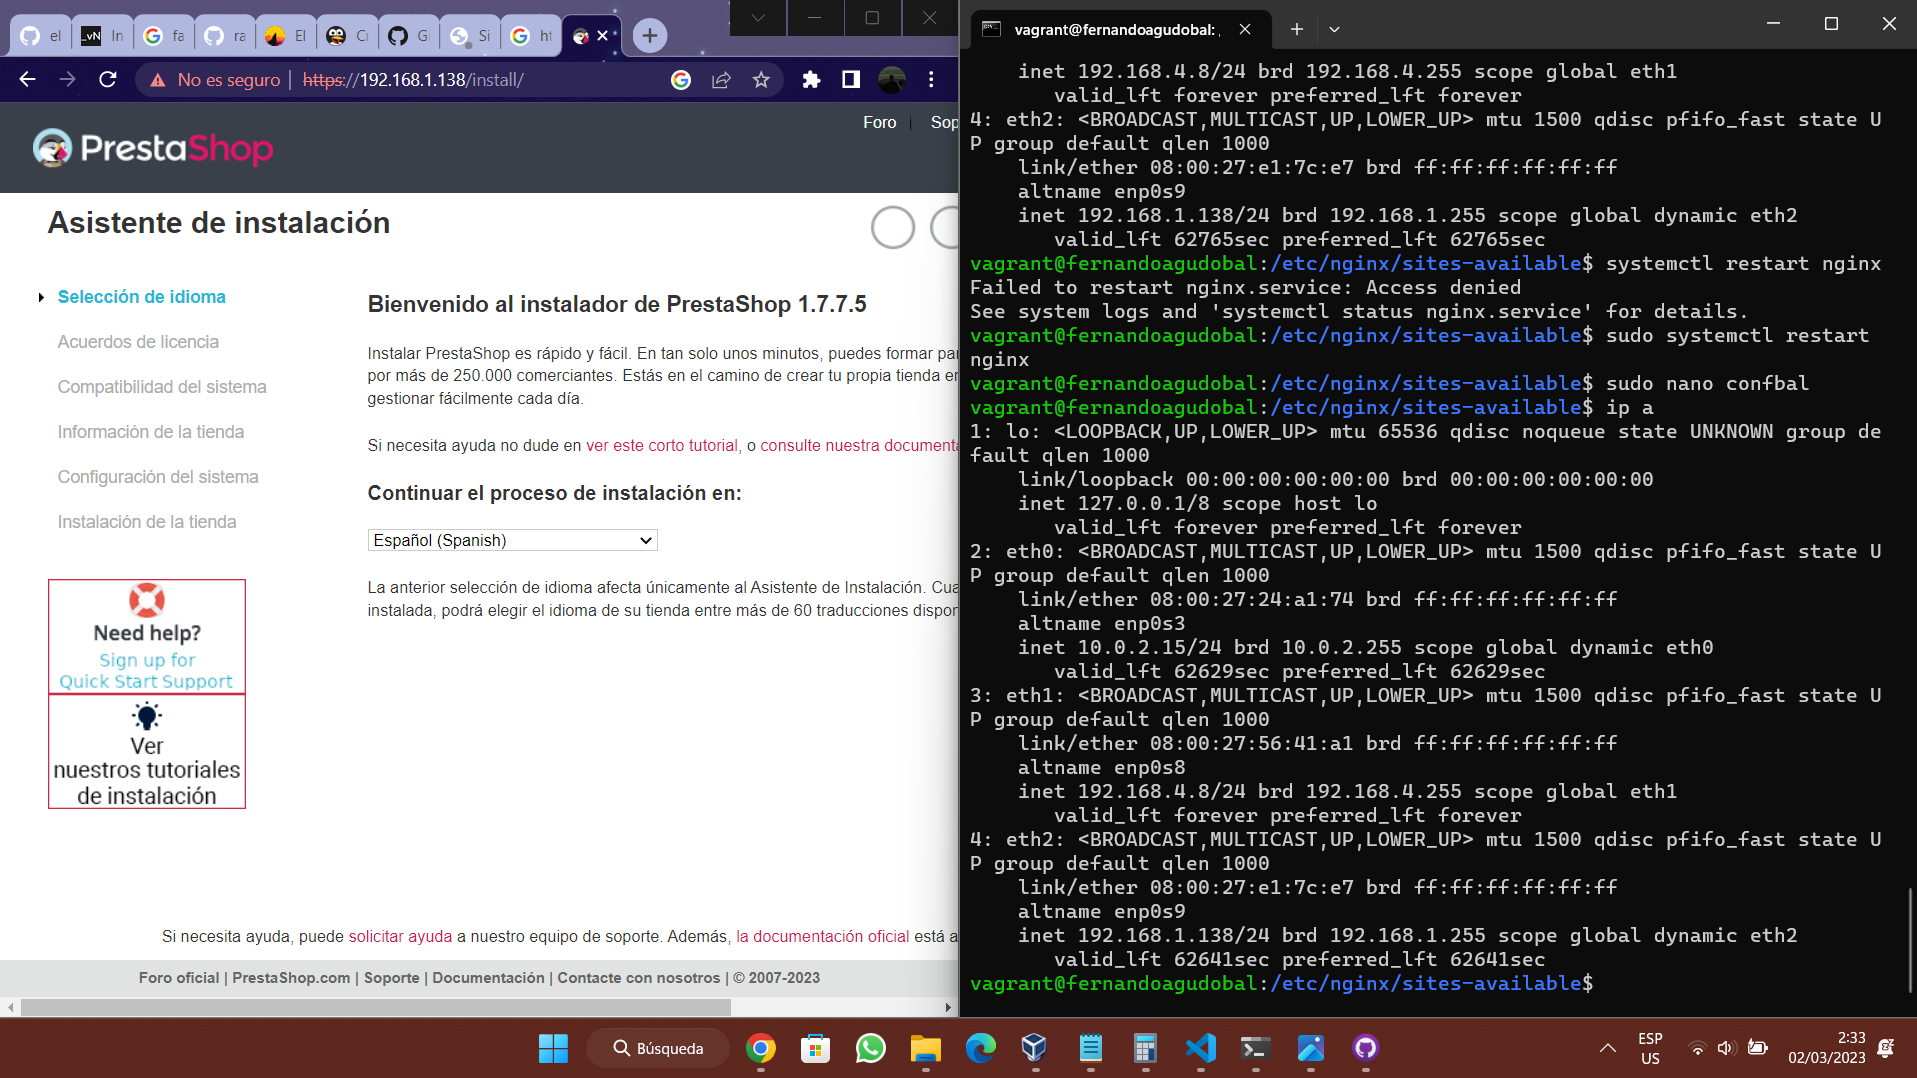 el
In
fa
ra
El
Cr
Gi
Si
ht
No es seguro
https://192.168.1.138/install/
Foro
Sop
PrestaShop
Asistente de instalación
Selección de idioma
Acuerdos de licencia
Compatibilidad del sistema
Información de la tienda
Configuración del sistema
Instalación de la tienda
Need help?
Sign up for
Quick Start Support
Ver
nuestros tutoriales
de instalación
Bienvenido al instalador de PrestaShop 1.7.7.5
Instalar PrestaShop es rápido y fácil. En tan solo unos minutos, puedes formar par
por más de 250.000 comerciantes. Estás en el camino de crear tu propia tienda en
gestionar fácilmente cada día.
Si necesita ayuda no dude en ver este corto tutorial, o consulte nuestra documenta
Continuar el proceso de instalación en:
Español (Spanish)
La anterior selección de idioma afecta únicamente al Asistente de Instalación. Cua
instalada, podrá elegir el idioma de su tienda entre más de 60 traducciones dispor
Si necesita ayuda, puede solicitar ayuda a nuestro equipo de soporte. Además, la documentación oficial está a
Foro oficial | PrestaShop.com | Soporte | Documentación | Contacte con nosotros | © 2007-2023
vagrant@fernandoagudobal: 
inet 192.168.4.8/24 brd 192.168.4.255 scope global eth1
valid_lft forever preferred_lft forever
4: eth2: <BROADCAST,MULTICAST,UP,LOWER_UP> mtu 1500 qdisc pfifo_fast state U
P group default qlen 1000
link/ether 08:00:27:e1:7c:e7 brd ff:ff:ff:ff:ff:ff
altname enp0s9
inet 192.168.1.138/24 brd 192.168.1.255 scope global dynamic eth2
valid_lft 62765sec preferred_lft 62765sec
vagrant@fernandoagudobal:/etc/nginx/sites-available$ systemctl restart nginx
Failed to restart nginx.service: Access denied
See system logs and 'systemctl status nginx.service' for details.
vagrant@fernandoagudobal:/etc/nginx/sites-available$ sudo systemctl restart
nginx
vagrant@fernandoagudobal:/etc/nginx/sites-available$ sudo nano confbal
vagrant@fernandoagudobal:/etc/nginx/sites-available$ ip a
1: lo: <LOOPBACK,UP,LOWER_UP> mtu 65536 qdisc noqueue state UNKNOWN group de
fault qlen 1000
link/loopback 00:00:00:00:00:00 brd 00:00:00:00:00:00
inet 127.0.0.1/8 scope host lo
valid_lft forever preferred_lft forever
2: eth0: <BROADCAST,MULTICAST,UP,LOWER_UP> mtu 1500 qdisc pfifo_fast state U
P group default qlen 1000
link/ether 08:00:27:24:a1:74 brd ff:ff:ff:ff:ff:ff
altname enp0s3
inet 10.0.2.15/24 brd 10.0.2.255 scope global dynamic eth0
valid_lft 62629sec preferred_lft 62629sec
3: eth1: <BROADCAST,MULTICAST,UP,LOWER_UP> mtu 1500 qdisc pfifo_fast state U
P group default qlen 1000
link/ether 08:00:27:56:41:a1 brd ff:ff:ff:ff:ff:ff
altname enp0s8
inet 192.168.4.8/24 brd 192.168.4.255 scope global eth1
valid_lft forever preferred_lft forever
4: eth2: <BROADCAST,MULTICAST,UP,LOWER_UP> mtu 1500 qdisc pfifo_fast state U
P group default qlen 1000
link/ether 08:00:27:e1:7c:e7 brd ff:ff:ff:ff:ff:ff
altname enp0s9
inet 192.168.1.138/24 brd 192.168.1.255 scope global dynamic eth2
valid_lft 62641sec preferred_lft 62641sec
vagrant@fernandoagudobal:/etc/nginx/sites-available$
Búsqueda
ESP
US
2:33
02/03/2023